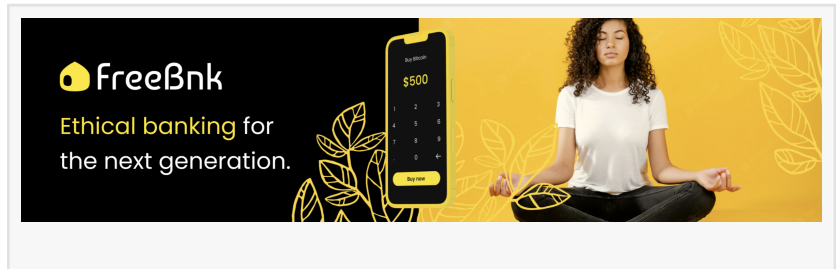 FreeBnk
Ethical banking for
the next generation.
Buy Bitcoin
$500
1 2 3
4 5 6
7 8 9
. 0 ←
Buy now